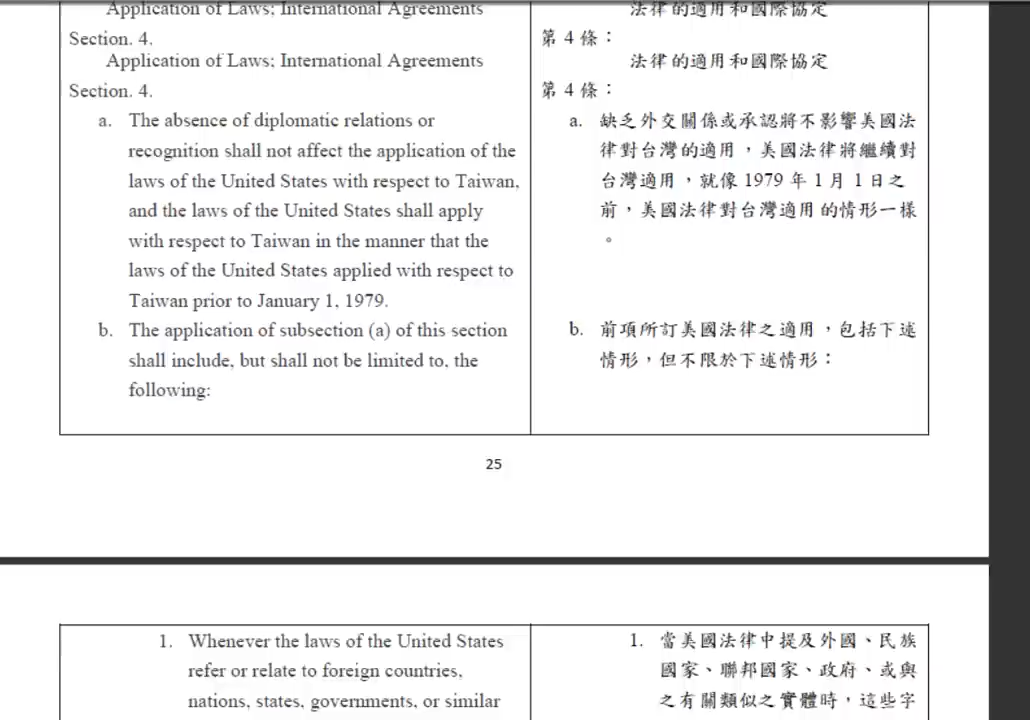 Application of Laws; International Agreements
Section. 4.
Application of Laws; International Agreements
Section. 4.
a. The absence of diplomatic relations or
recognition shall not affect the application of the
laws of the United States with respect to Taiwan,
and the laws of the United States shall apply
with respect to Taiwan in the manner that the
laws of the United States applied with respect to
Taiwan prior to January 1, 1979.
b. The application of subsection (a) of this section
shall include, but shall not be limited to, the
following:
法律的適用和國際協定
第 4 條：
法律的適用和國際協定
第 4 條：
a. 缺乏外交關係或承認將不影響美國法
律對台灣的適用，美國法律將繼續對
台灣適用，就像 1979 年 1 月 1 日之
前，美國法律對台灣適用的情形一樣
。
b. 前項所訂美國法律之適用，包括下述
情形，但不限於下述情形：
25
1. Whenever the laws of the United States
refer or relate to foreign countries,
nations, states, governments, or similar
1. 當美國法律中提及外國、民族
國家、聯邦國家、政府、或與
之有關類似之實體時，這些字